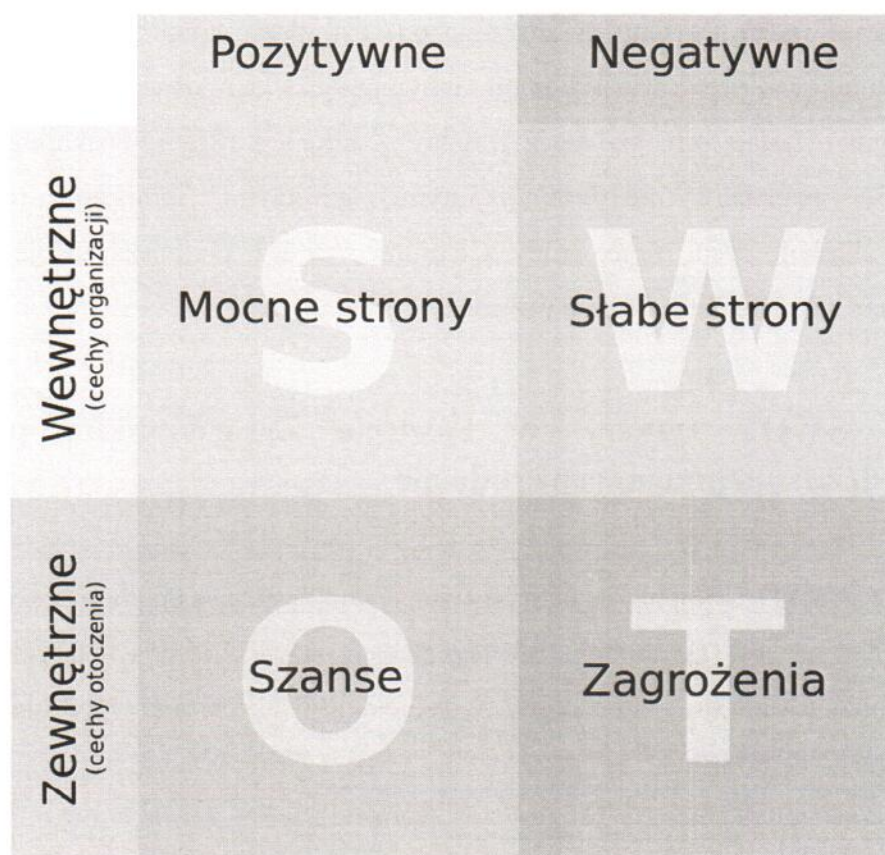 Pozytywne
Negatywne
Wewnętrzne
(cechy organizacji)
S
Mocne strony
W
Słabe strony
Zewnętrzne
(cechy otoczenia)
O
Szanse
T
Zagrożenia